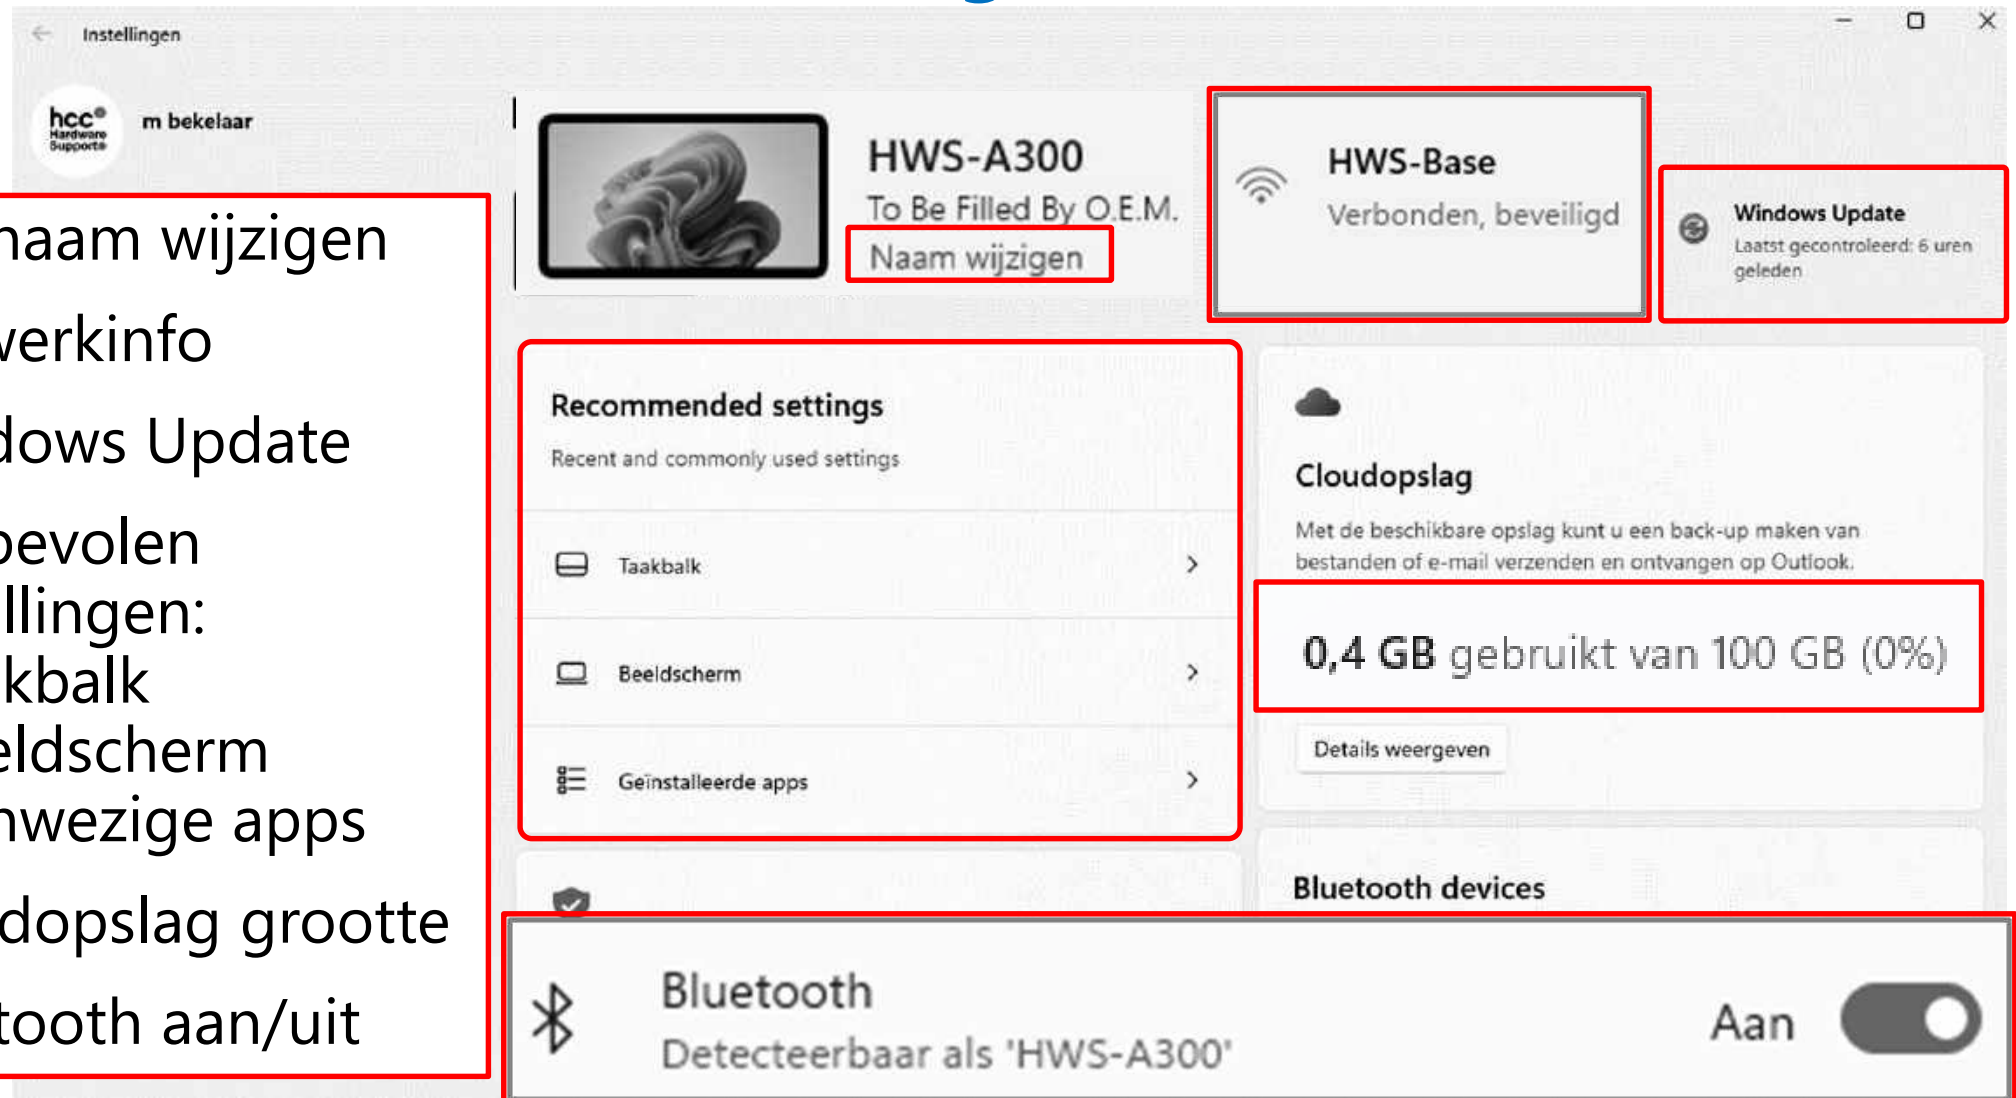 Instellingen
hcc
Hardware
Support
m bekelaar
naam wijzigen
werkinfo
dows Update
bevolen
llingen:
kbalk
eldscherm
nwezige apps
dopslag grootte
tooth aan/uit
HWS-A300
To Be Filled By O.E.M.
Naam wijzigen
HWS-Base
Verbonden, beveiligd
Windows Update
Laatst gecontroleerd: 6 uren
geleden
Recommended settings
Recent and commonly used settings
Taakbalk
Beeldscherm
Geïnstalleerde apps
Cloudopslag
Met de beschikbare opslag kunt u een back-up maken van
bestanden of e-mail verzenden en ontvangen op Outlook.
0,4 GB gebruikt van 100 GB (0%)
Details weergeven
Bluetooth devices
Bluetooth
Detecteerbaar als 'HWS-A300'
Aan